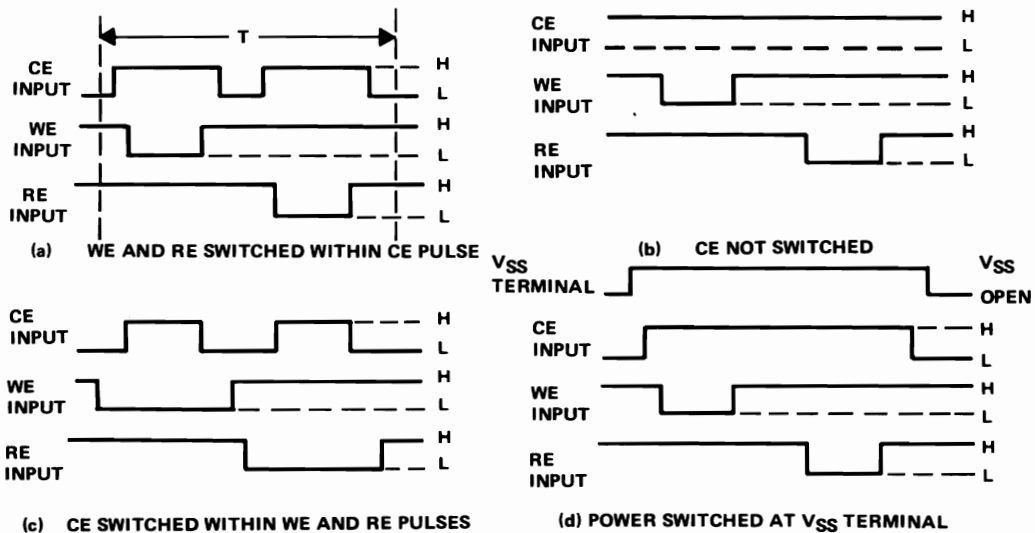 T
CE
INPUT
H
L
WE
INPUT
H
L
RE
INPUT
H
L
(a) WE AND RE SWITCHED WITHIN CE PULSE
CE
INPUT
H
L
WE
INPUT
H
L
RE
INPUT
H
L
(b) CE NOT SWITCHED
CE
INPUT
H
L
WE
INPUT
H
L
RE
INPUT
H
L
(c) CE SWITCHED WITHIN WE AND RE PULSES
VSS
TERMINAL
VSS
OPEN
CE
INPUT
H
L
WE
INPUT
H
L
RE
INPUT
H
L
(d) POWER SWITCHED AT VSS TERMINAL